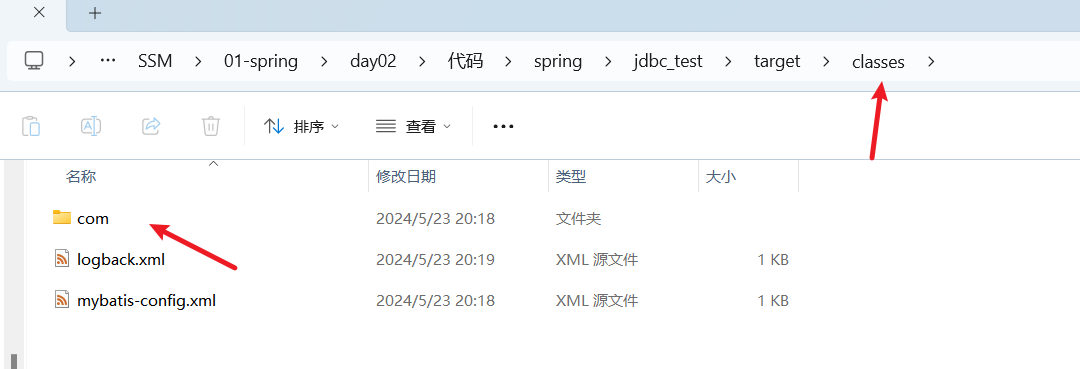 SSM 01-spring day02 代码 spring jdbc_test target classes
排序 查看
名称 修改日期 类型 大小
com 2024/5/23 20:18 文件夹
logback.xml 2024/5/23 20:19 XML 源文件 1 KB
mybatis-config.xml 2024/5/23 20:18 XML 源文件 1 KB